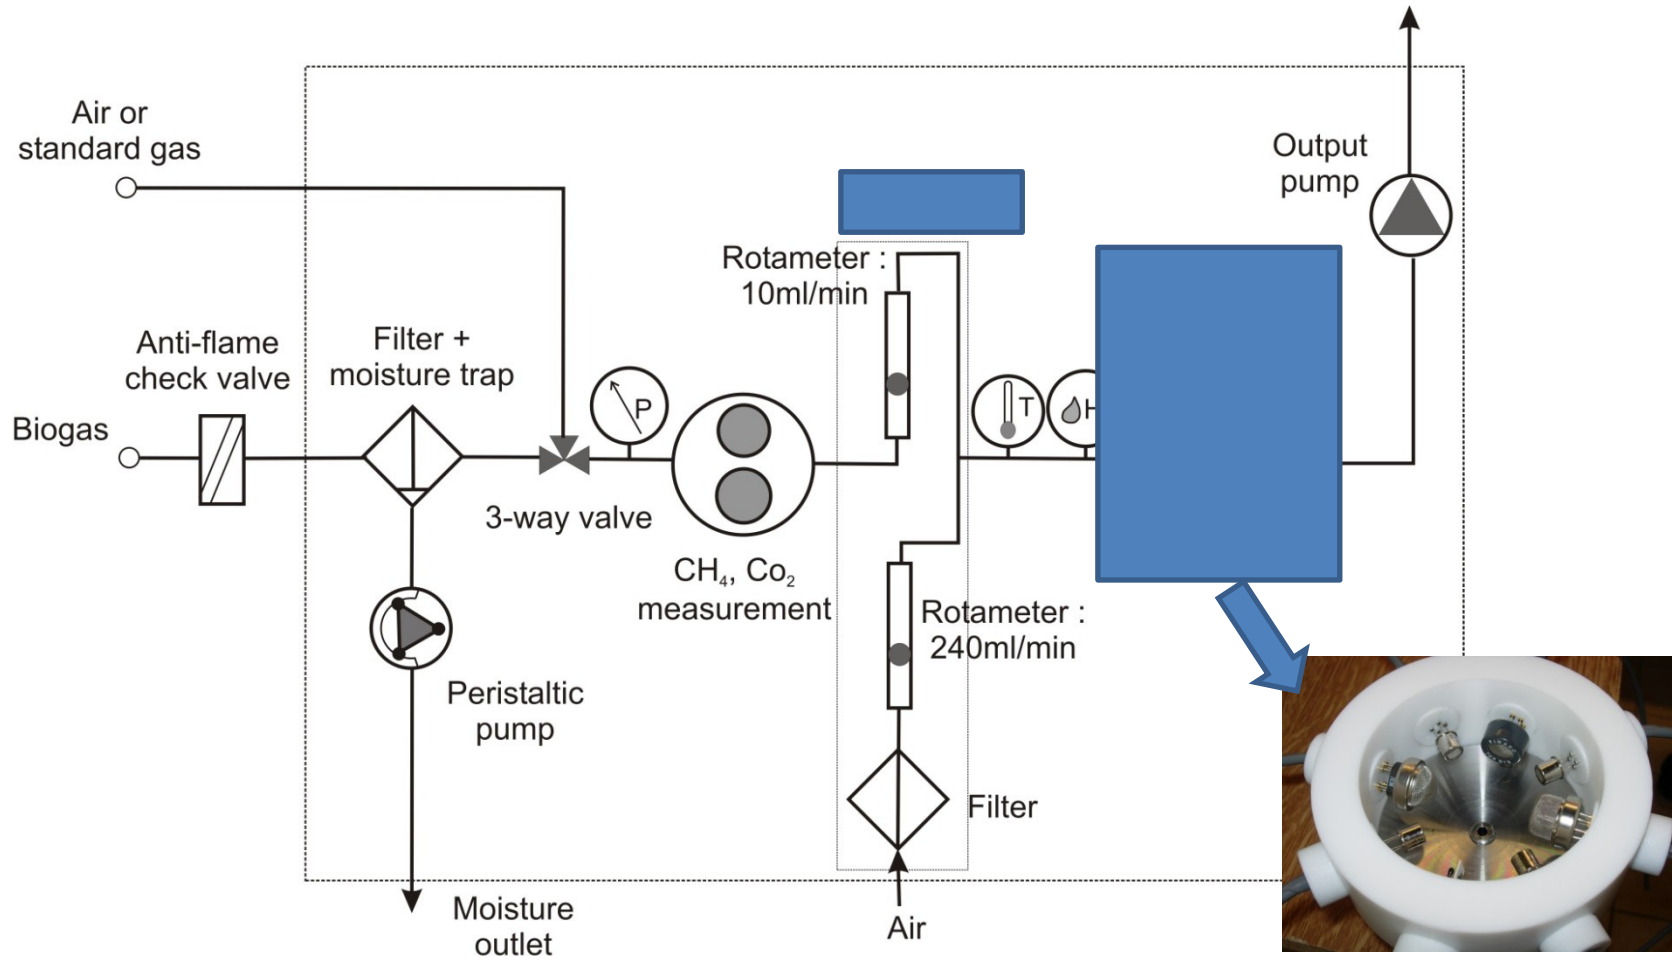 Air or
standard gas
Output
pump
Rotameter :
10ml/min
Anti-flame
check valve
Filter +
moisture trap
Biogas
P
T
H
3-way valve
CH₄, Co₂
measurement
Rotameter :
240ml/min
Peristaltic
pump
Filter
Moisture
outlet
Air